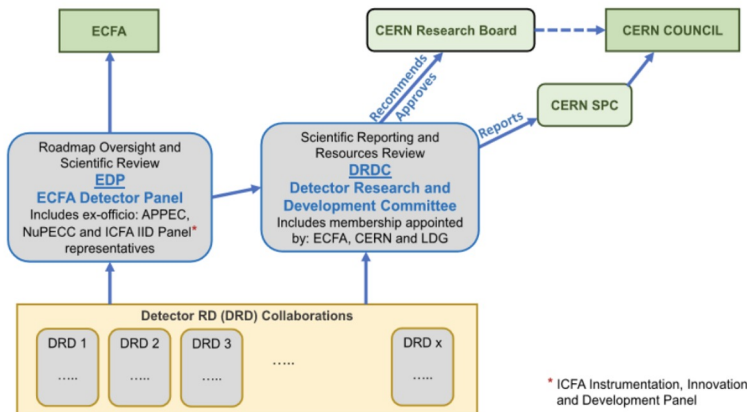 ECFA
CERN Research Board
CERN COUNCIL
Recommends
Approves
CERN SPC
Reports
Roadmap Oversight and
Scientific Review
EDP
ECFA Detector Panel
Includes ex-officio: APPEC,
NuPECC and ICFA IID Panel*
representatives
Scientific Reporting and
Resources Review
DRDC
Detector Research and
Development Committee
Includes membership appointed
by: ECFA, CERN and LDG
Detector RD (DRD) Collaborations
DRD 1
.....
DRD 2
.....
DRD 3
.....
.....
DRD x
.....
* ICFA Instrumentation, Innovation
and Development Panel